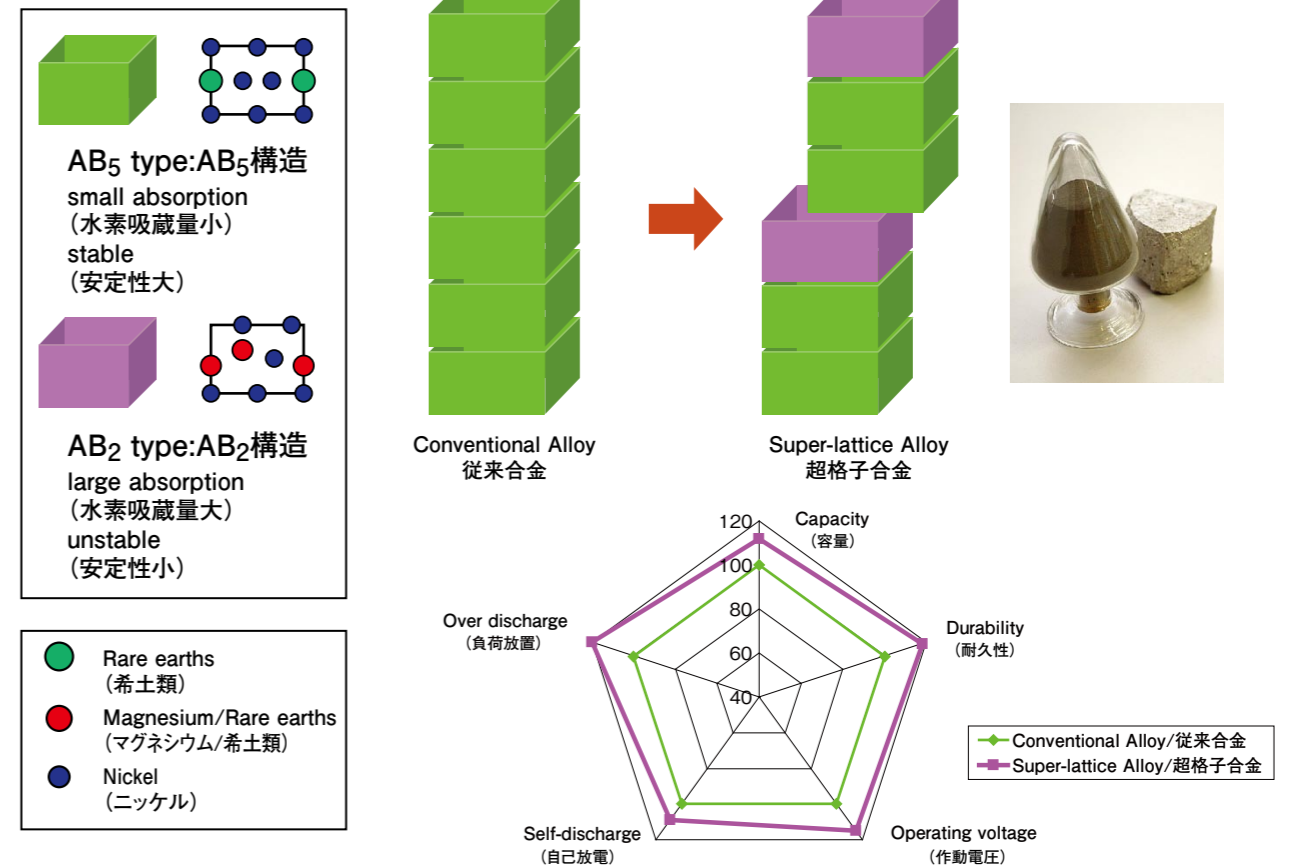 AB5 type:AB5構造
small absorption
（水素吸蔵量小）
stable
（安定性大）
AB2 type:AB2構造
large absorption
（水素吸蔵量大）
unstable
（安定性小）
Rare earths
（希土類）
Magnesium/Rare earths
（マグネシウム/希土類）
Nickel
（ニッケル）
Conventional Alloy
従来合金
Super-lattice Alloy
超格子合金
120
100
80
60
40
Capacity
（容量）
Durability
（耐久性）
Operating voltage
（作動電圧）
Self-discharge
（自己放電）
Over discharge
（負荷放置）
Conventional Alloy/従来合金
Super-lattice Alloy/超格子合金